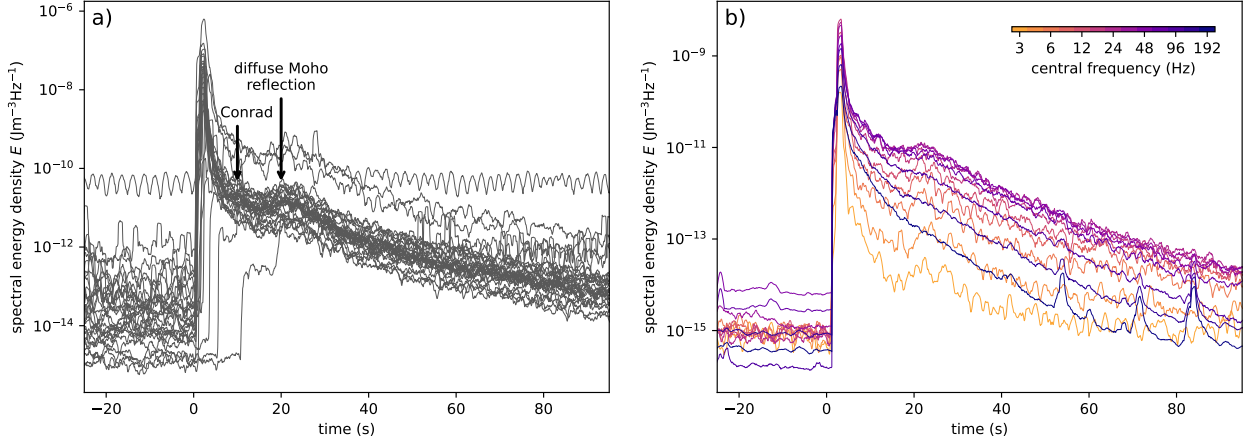 a)
diffuse Moho
reflection
Conrad
spectral energy density E (Jm⁻³Hz⁻¹)
10⁻⁶
10⁻⁸
10⁻¹⁰
10⁻¹²
10⁻¹⁴
−20 0 20 40 60 80
time (s)
b)
3 6 12 24 48 96 192
central frequency (Hz)
spectral energy density E (Jm⁻³Hz⁻¹)
10⁻⁹
10⁻¹¹
10⁻¹³
10⁻¹⁵
−20 0 20 40 60 80
time (s)